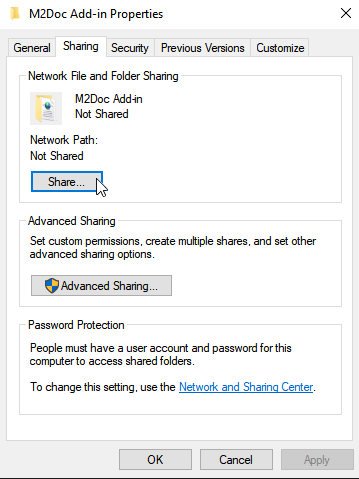 M2Doc Add-in Properties
General
Sharing
Security
Previous Versions
Customize
Network File and Folder Sharing
M2Doc Add-in
Not Shared
Network Path:
Not Shared
Share...
Advanced Sharing
Set custom permissions, create multiple shares, and set other
advanced sharing options.
Advanced Sharing...
Password Protection
People must have a user account and password for this
computer to access shared folders.
To change this setting, use the Network and Sharing Center.
OK
Cancel
Apply